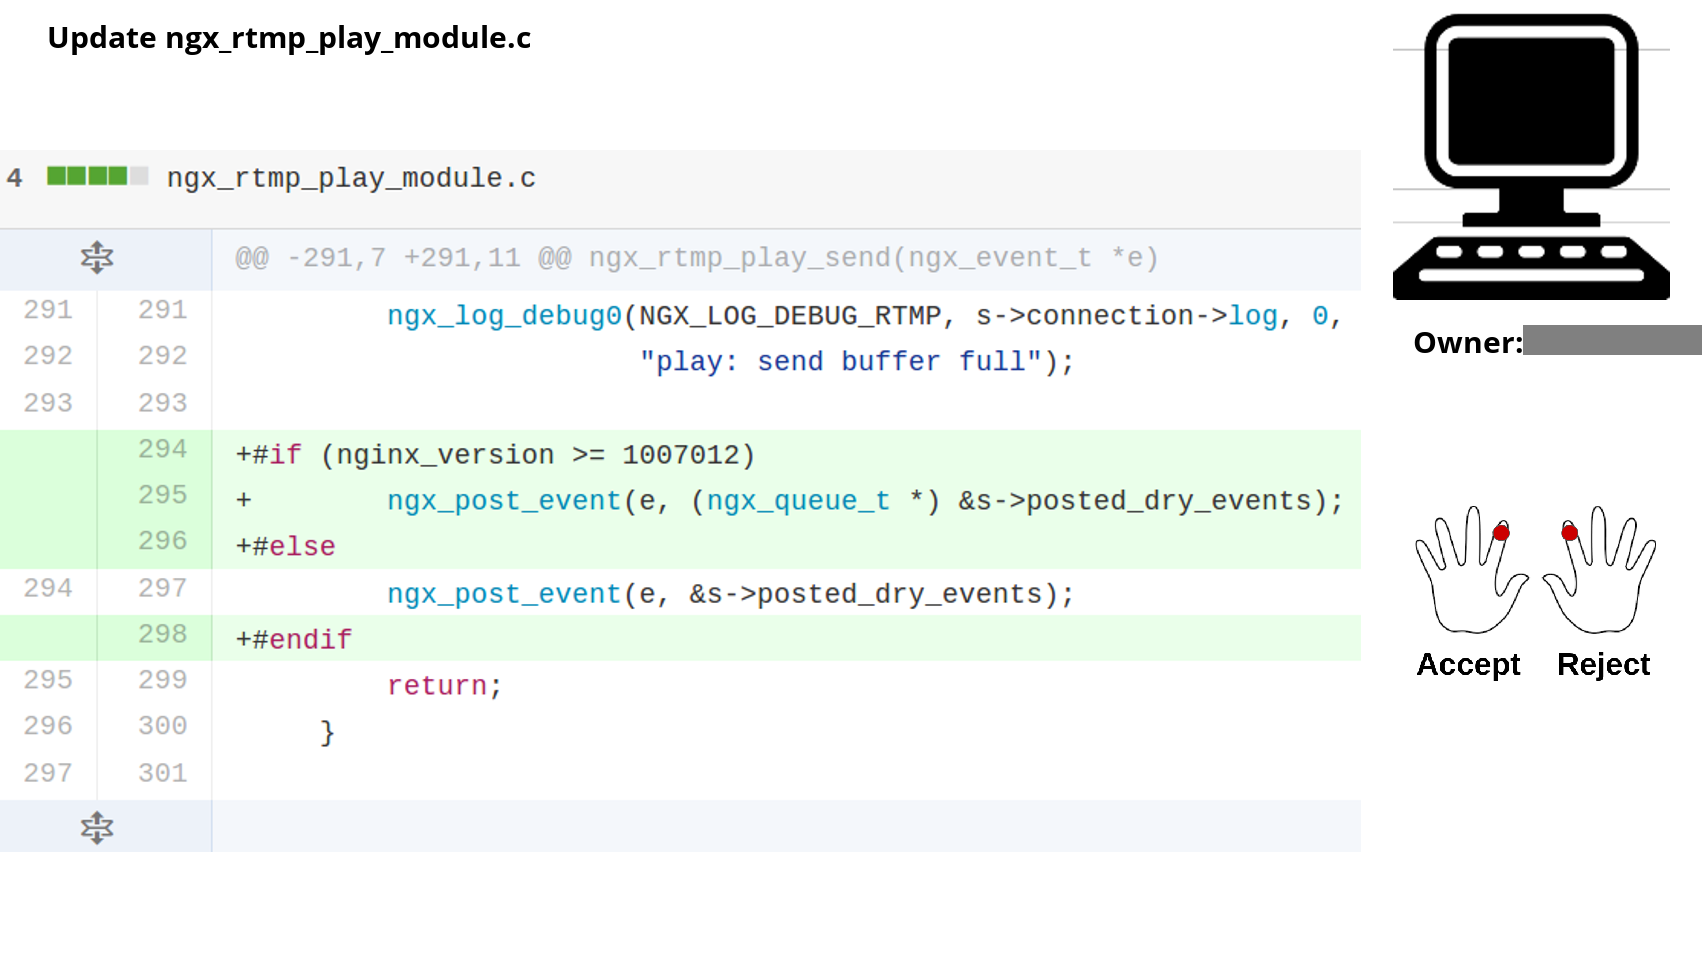 Update ngx_rtmp_play_module.c
4 ngx_rtmp_play_module.c
@@ -291,7 +291,11 @@ ngx_rtmp_play_send(ngx_event_t *e)
291 291 ngx_log_debug0(NGX_LOG_DEBUG_RTMP, s->connection->log, 0,
292 292 "play: send buffer full");
293 293
294 +#if (nginx_version >= 1007012)
295 + ngx_post_event(e, (ngx_queue_t *) &s->posted_dry_events);
296 +#else
294 297 ngx_post_event(e, &s->posted_dry_events);
298 +#endif
295 299 return;
296 300 }
297 301
Owner:
Accept Reject